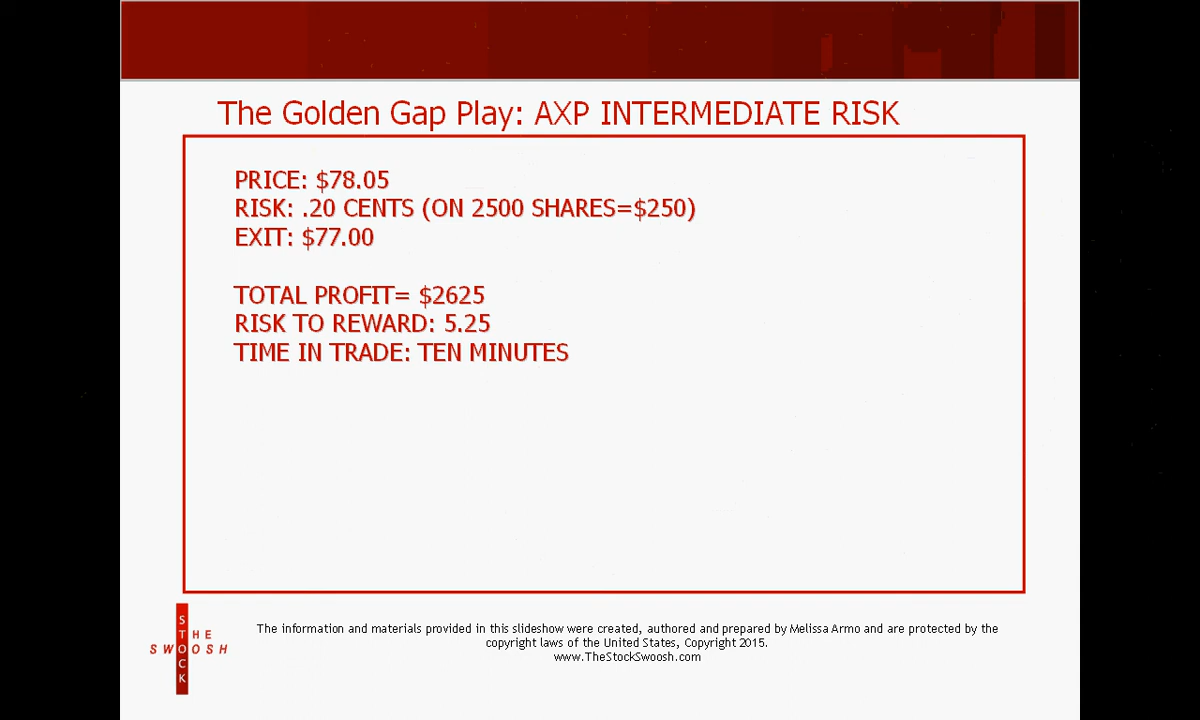 The Golden Gap Play: AXP INTERMEDIATE RISK
PRICE: $78.05
RISK: .20 CENTS (ON 2500 SHARES=$250)
EXIT: $77.00
TOTAL PROFIT= $2625
RISK TO REWARD: 5.25
TIME IN TRADE: TEN MINUTES
THE
STOCK
SWOOSH
The information and materials provided in this slideshow were created, authored and prepared by Melissa Armo and are protected by the
copyright laws of the United States, Copyright 2015.
www.TheStockSwoosh.com